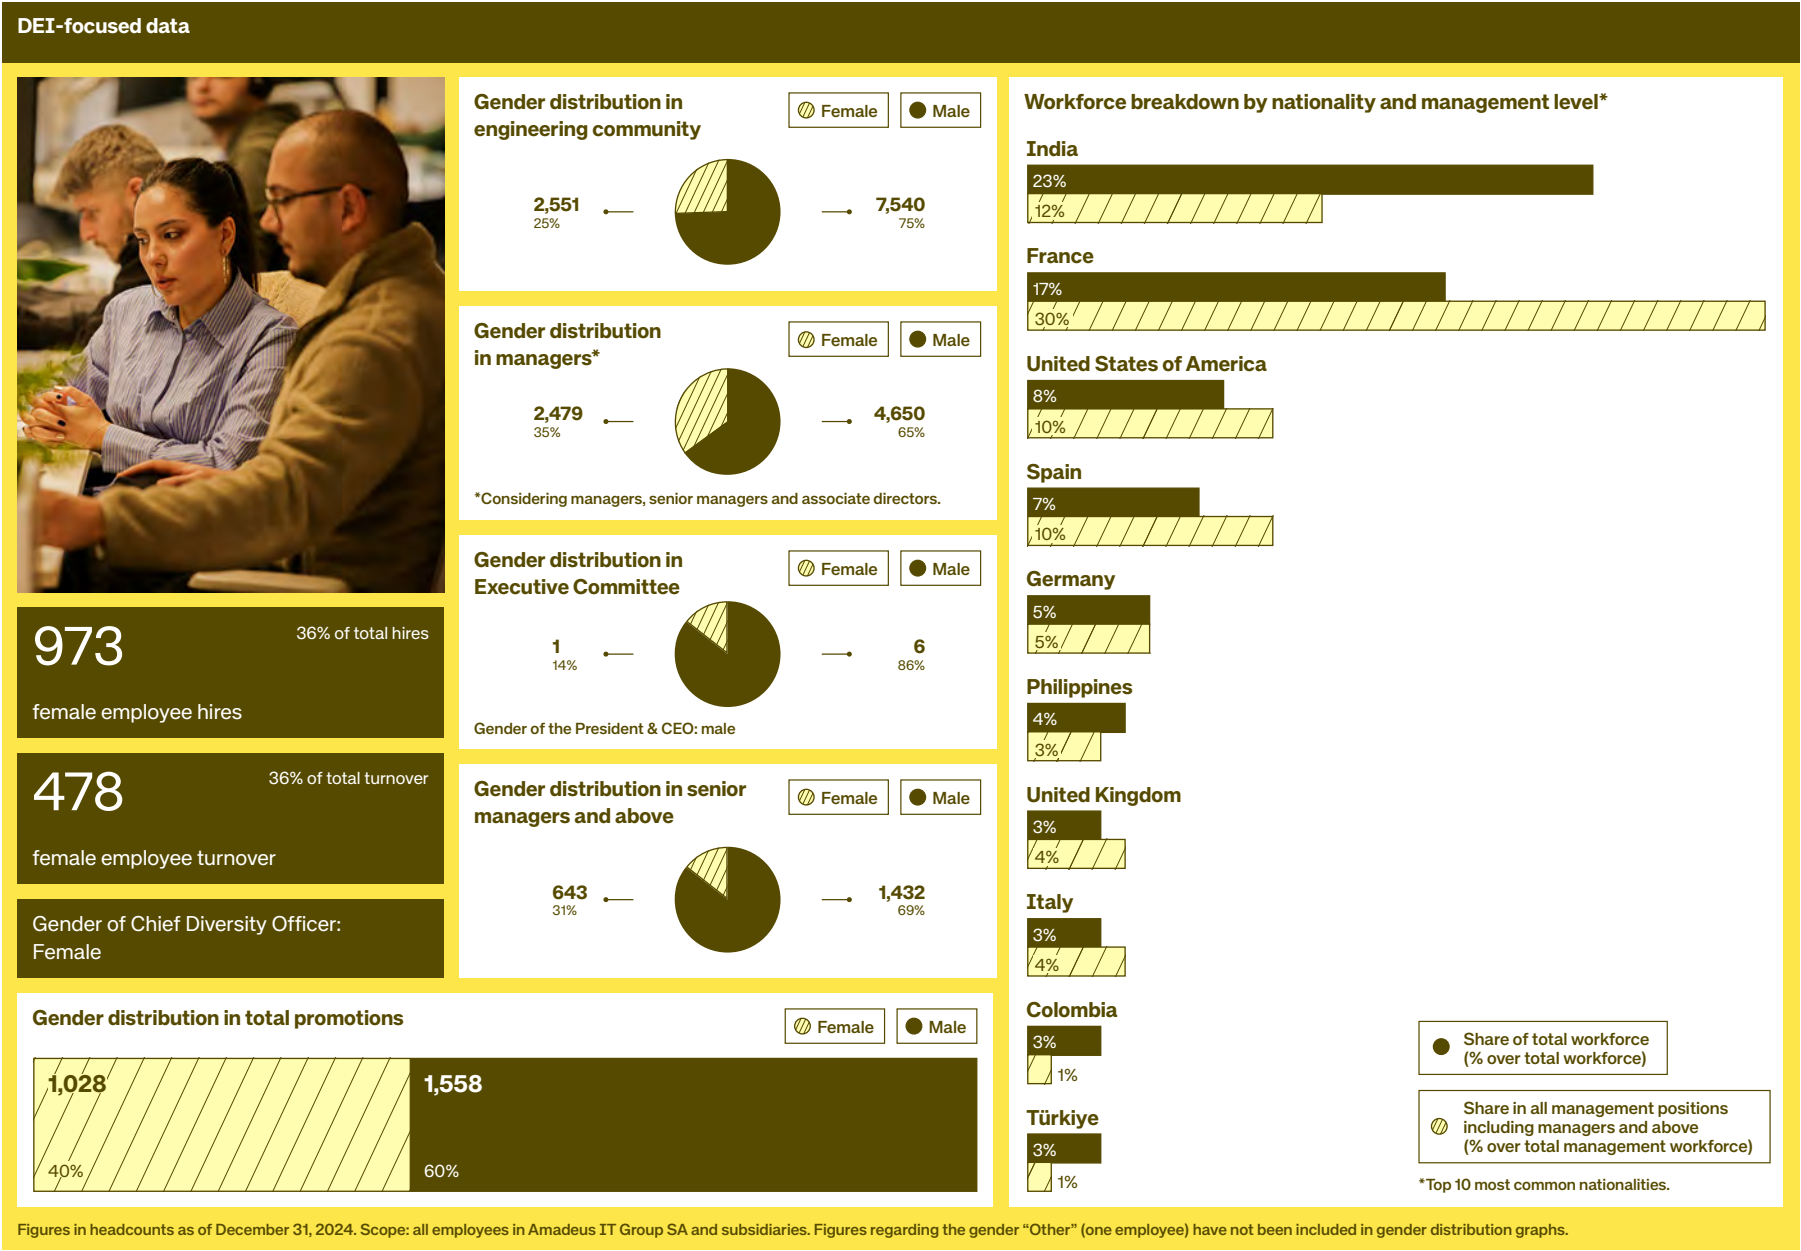 DEI-focused data
973
36% of total hires
female employee hires
478
36% of total turnover
female employee turnover
Gender of Chief Diversity Officer:
Female
Gender distribution in
engineering community
Female
Male
2,551
25%
7,540
75%
Gender distribution
in managers*
Female
Male
2,479
35%
4,650
65%
*Considering managers, senior managers and associate directors.
Gender distribution in
Executive Committee
Female
Male
1
14%
6
86%
Gender of the President & CEO: male
Gender distribution in senior
managers and above
Female
Male
643
31%
1,432
69%
Gender distribution in total promotions
Female
Male
1,028
40%
1,558
60%
Workforce breakdown by nationality and management level*
India
23%
12%
France
17%
30%
United States of America
8%
10%
Spain
7%
10%
Germany
5%
5%
Philippines
4%
3%
United Kingdom
3%
4%
Italy
3%
4%
Colombia
3%
1%
Türkiye
3%
1%
Share of total workforce
(% over total workforce)
Share in all management positions
including managers and above
(% over total management workforce)
*Top 10 most common nationalities.
Figures in headcounts as of December 31, 2024. Scope: all employees in Amadeus IT Group SA and subsidiaries. Figures regarding the gender “Other” (one employee) have not been included in gender distribution graphs.